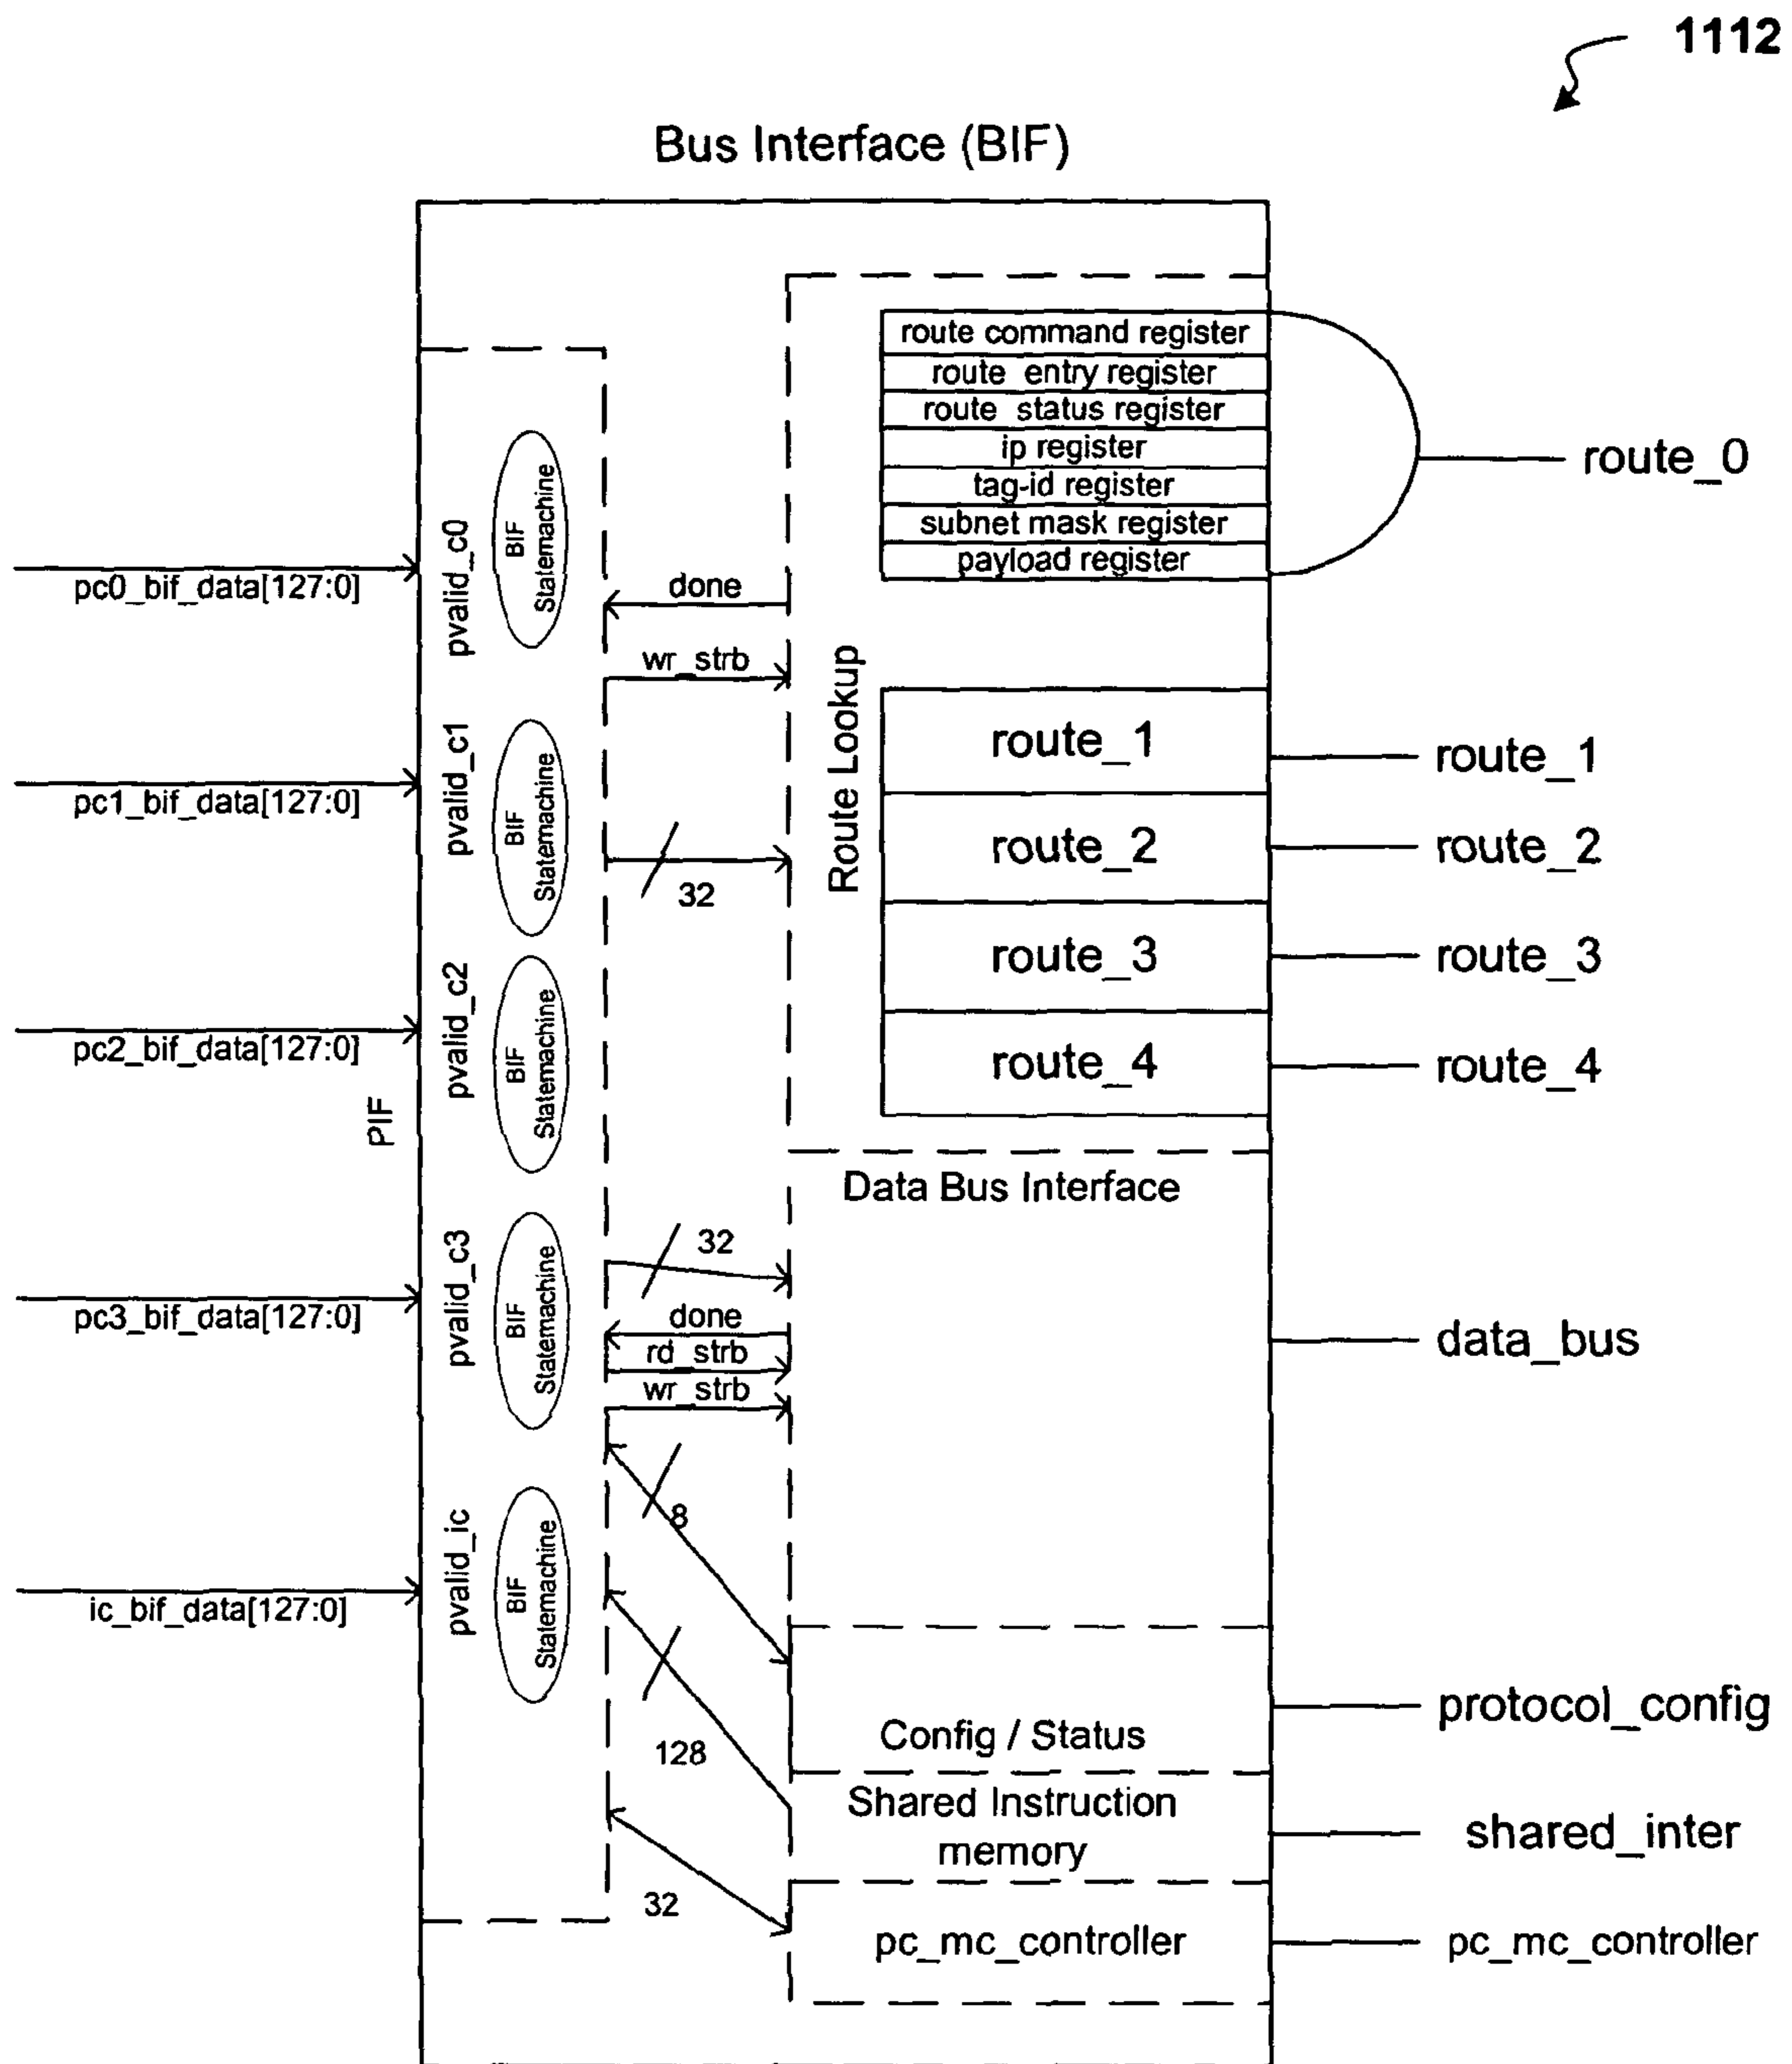 1112
Bus Interface (BIF)
route command register
route entry register
route status register
ip register
tag-id register
subnet mask register
payload register
route_0
pvalid_c0
BIF
Statemachine
pc0_bif_data[127:0]
done
wr_strb
Route Lookup
pvalid_c1
BIF
Statemachine
pc1_bif_data[127:0]
32
route_1
route_1
route_2
route_2
route_3
route_3
route_4
route_4
pvalid_c2
BIF
Statemachine
pc2_bif_data[127:0]
PIF
Data Bus Interface
pvalid_c3
BIF
Statemachine
pc3_bif_data[127:0]
32
done
rd_strb
wr_strb
data_bus
8
pvalid_ic
BIF
Statemachine
ic_bif_data[127:0]
128
Config / Status
protocol_config
Shared Instruction
memory
shared_inter
32
pc_mc_controller
pc_mc_controller